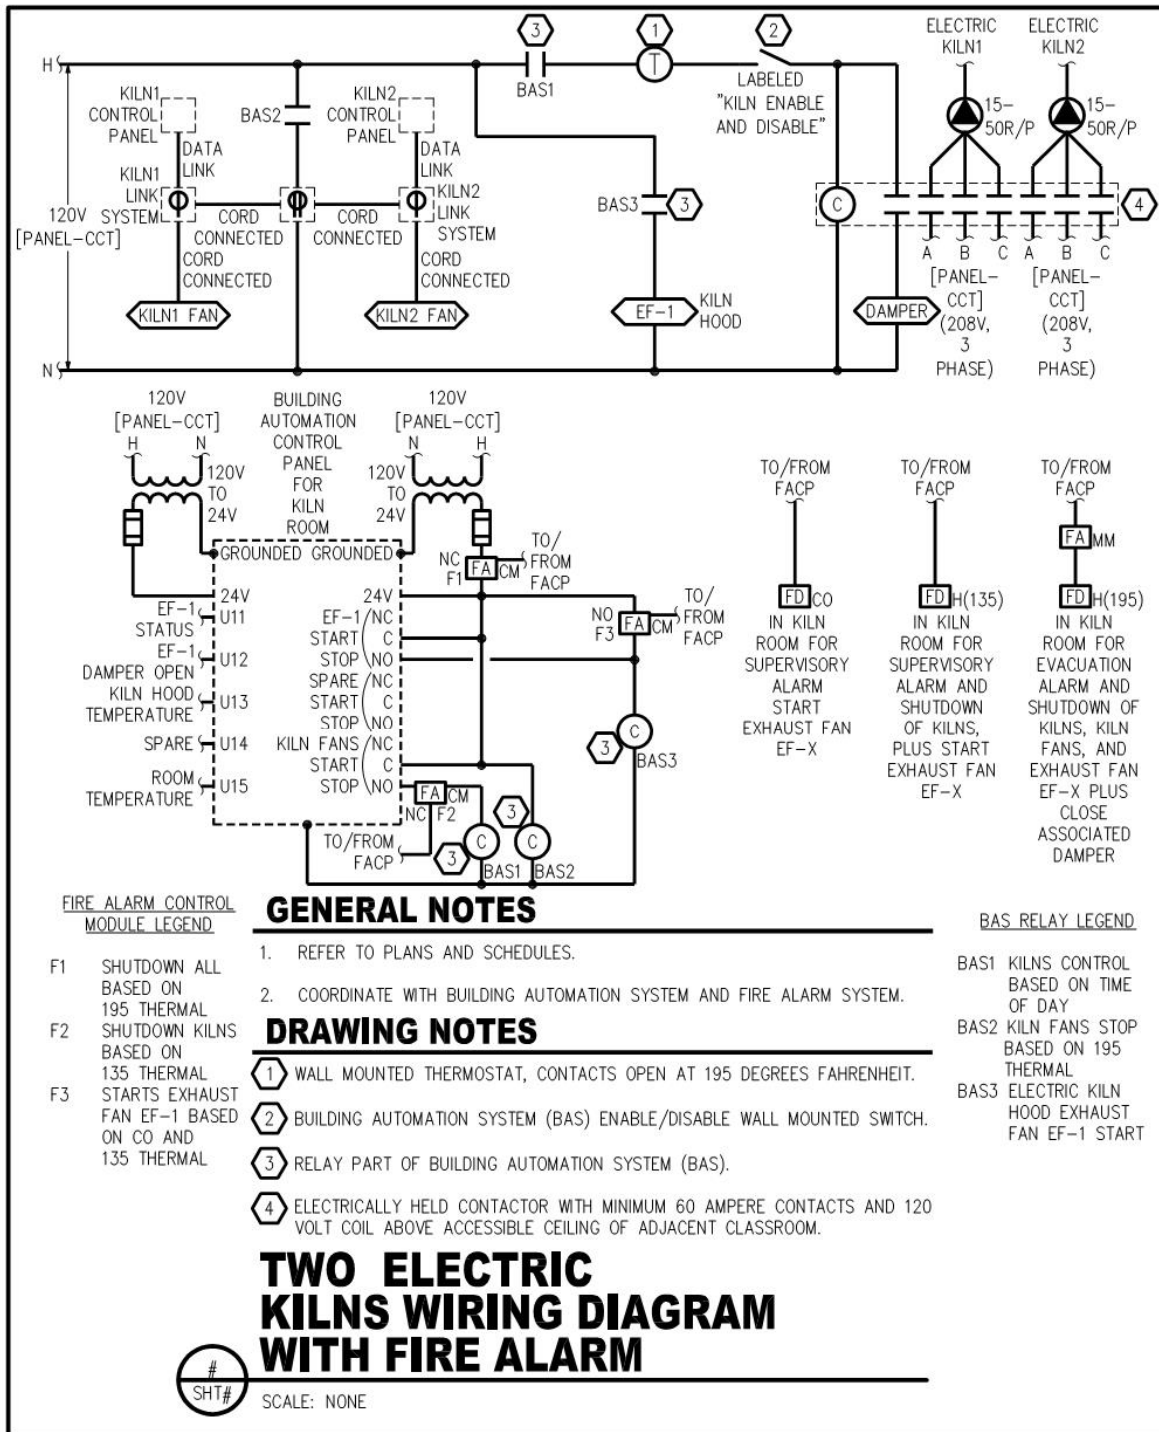 3
1
2
ELECTRIC
KILN1
ELECTRIC
KILN2
H
BAS1
T
LABELED
"KILN ENABLE
AND DISABLE"
15-
50R/P
15-
50R/P
KILN1
CONTROL
PANEL
BAS2
KILN2
CONTROL
PANEL
DATA
LINK
DATA
LINK
KILN1
LINK
SYSTEM
KILN2
LINK
SYSTEM
CORD
CONNECTED
CORD
CONNECTED
BAS3
3
C
4
120V
[PANEL-CCT]
CORD
CONNECTED
CORD
CONNECTED
A B C A B C
[PANEL-
CCT]
(208V,
3
PHASE)
[PANEL-
CCT]
(208V,
3
PHASE)
KILN1 FAN
KILN2 FAN
EF-1
KILN
HOOD
DAMPER
N
120V
[PANEL-CCT]
H N
120V
TO
24V
BUILDING
AUTOMATION
CONTROL
PANEL
FOR
KILN
ROOM
120V
[PANEL-CCT]
N H
120V
TO
24V
GROUNDED GROUNDED
NC
F1
FA
CM
TO/
FROM
FACP
24V
24V
EF-1
STATUS
U11
EF-1
DAMPER OPEN
U12
KILN HOOD
TEMPERATURE
U13
SPARE
U14
ROOM
TEMPERATURE
U15
EF-1 NC
START C
STOP NO
SPARE NC
START C
STOP NO
KILN FANS NC
START C
STOP NO
NO
F3
FA
CM
TO/
FROM
FACP
3
C
BAS3
FA
CM
NC F2
TO/FROM
FACP
3
C
BAS1
3
C
BAS2
TO/FROM
FACP
FD
CO
IN KILN
ROOM FOR
SUPERVISORY
ALARM
START
EXHAUST FAN
EF-X
TO/FROM
FACP
FD
H(135)
IN KILN
ROOM FOR
SUPERVISORY
ALARM AND
SHUTDOWN
OF KILNS,
PLUS START
EXHAUST FAN
EF-X
TO/FROM
FACP
FA
MM
FD
H(195)
IN KILN
ROOM FOR
EVACUATION
ALARM AND
SHUTDOWN OF
KILNS, KILN
FANS, AND
EXHAUST FAN
EF-X PLUS
CLOSE
ASSOCIATED
DAMPER
FIRE ALARM CONTROL
MODULE LEGEND
F1 SHUTDOWN ALL
BASED ON
195 THERMAL
F2 SHUTDOWN KILNS
BASED ON
135 THERMAL
F3 STARTS EXHAUST
FAN EF-1 BASED
ON CO AND
135 THERMAL
GENERAL NOTES
1. REFER TO PLANS AND SCHEDULES.
2. COORDINATE WITH BUILDING AUTOMATION SYSTEM AND FIRE ALARM SYSTEM.
DRAWING NOTES
1 WALL MOUNTED THERMOSTAT, CONTACTS OPEN AT 195 DEGREES FAHRENHEIT.
2 BUILDING AUTOMATION SYSTEM (BAS) ENABLE/DISABLE WALL MOUNTED SWITCH.
3 RELAY PART OF BUILDING AUTOMATION SYSTEM (BAS).
4 ELECTRICALLY HELD CONTACTOR WITH MINIMUM 60 AMPERE CONTACTS AND 120
VOLT COIL ABOVE ACCESSIBLE CEILING OF ADJACENT CLASSROOM.
BAS RELAY LEGEND
BAS1 KILNS CONTROL
BASED ON TIME
OF DAY
BAS2 KILN FANS STOP
BASED ON 195
THERMAL
BAS3 ELECTRIC KILN
HOOD EXHAUST
FAN EF-1 START
TWO ELECTRIC
KILNS WIRING DIAGRAM
WITH FIRE ALARM
#
SHT#
SCALE: NONE